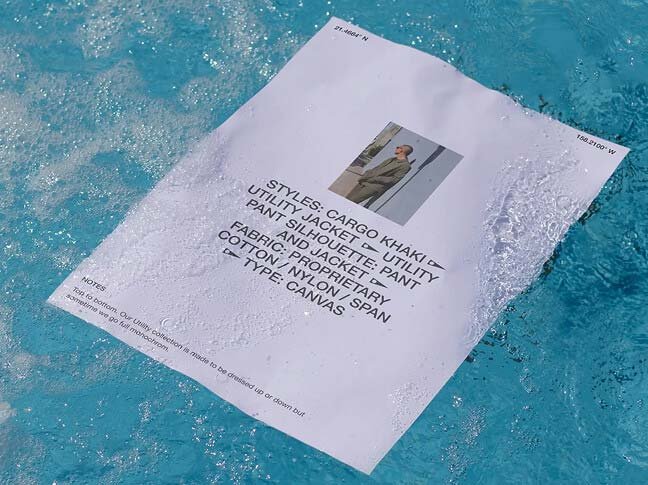 21.4664° N
158.2100° W
STYLES: CARGO KHAKI ▻
UTILITY JACKET ▻ UTILITY
PANT SILHOUETTE: PANT
AND JACKET ▻
FABRIC: PROPRIETARY
COTTON / NYLON / SPAN
▻ TYPE: CANVAS
NOTES
Top to bottom. Our Utility collection is made to be dressed up or down but
sometime we go full monochrom.